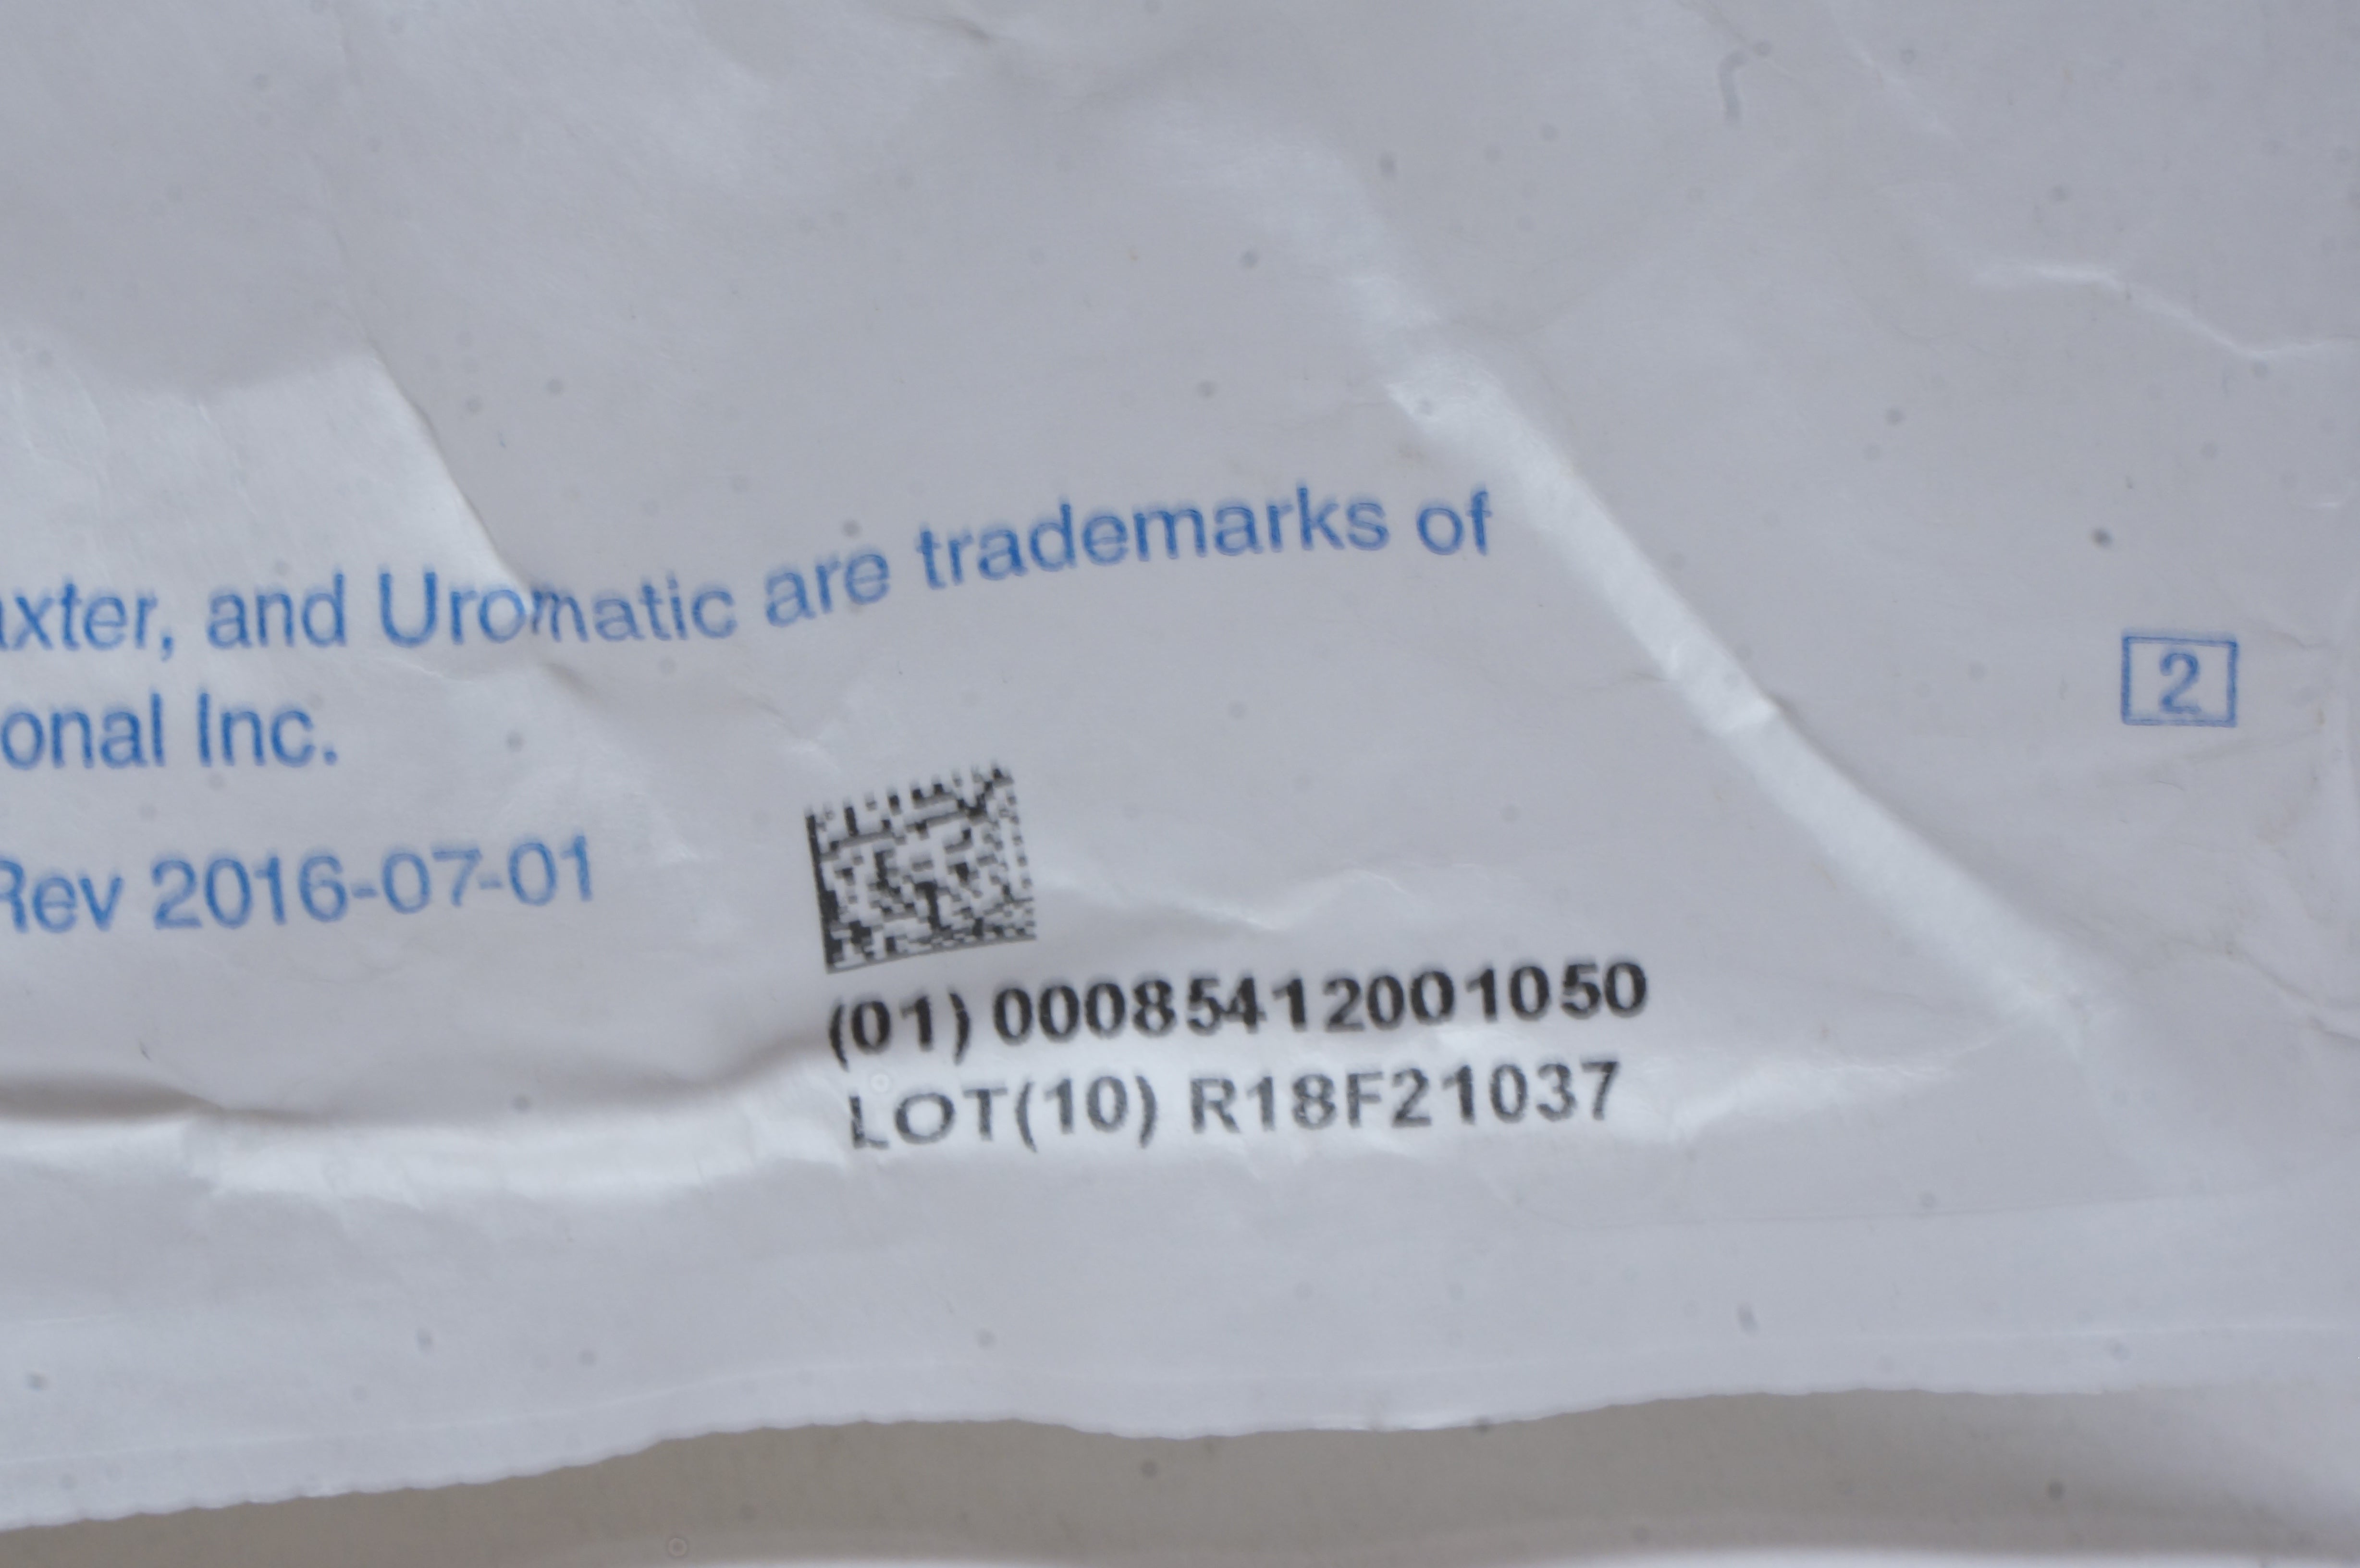 axter, and Uromatic are trademarks of
onal Inc.
Rev 2016-07-01
2
(01) 00085412001050
LOT(10) R18F21037